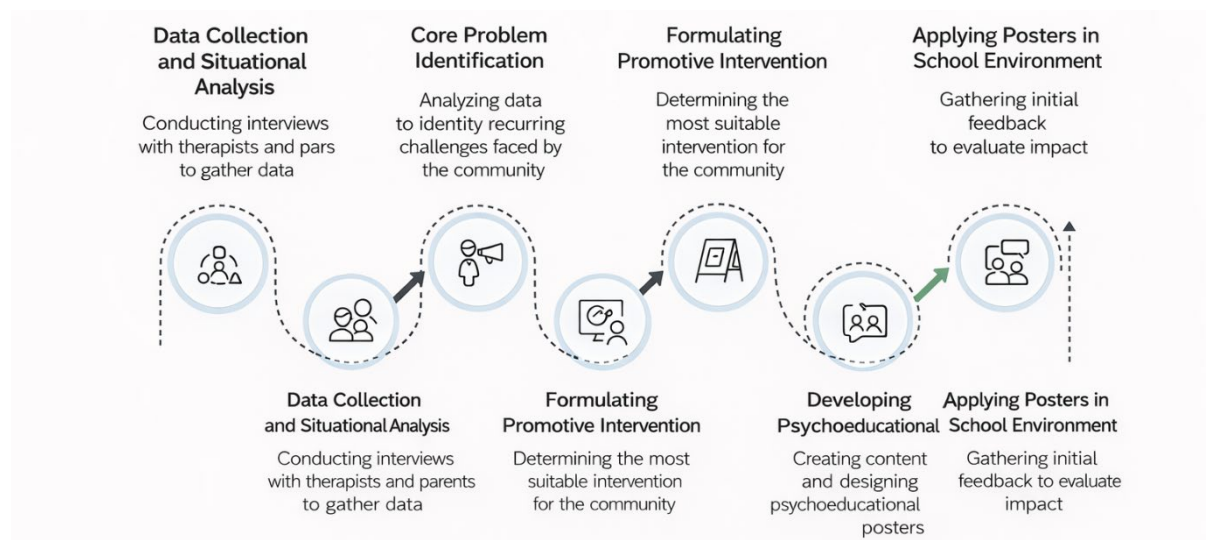 Data Collection
and Situational
Analysis
Conducting interviews
with therapists and pars
to gather data
Core Problem
Identification
Analyzing data
to identity recurring
challenges faced by
the community
Formulating
Promotive Intervention
Determining the
most suitable
intervention for
the community
Applying Posters in
School Environment
Gathering initial
feedback
to evaluate impact
Data Collection
and Situational Analysis
Conducting interviews
with therapists and parents
to gather data
Formulating
Promotive Intervention
Determining the most
suitable intervention
for the community
Developing
Psychoeducational
Creating content
and designing
psychoeducational
posters
Applying Posters in
School Environment
Gathering initial
feedback to evaluate
impact